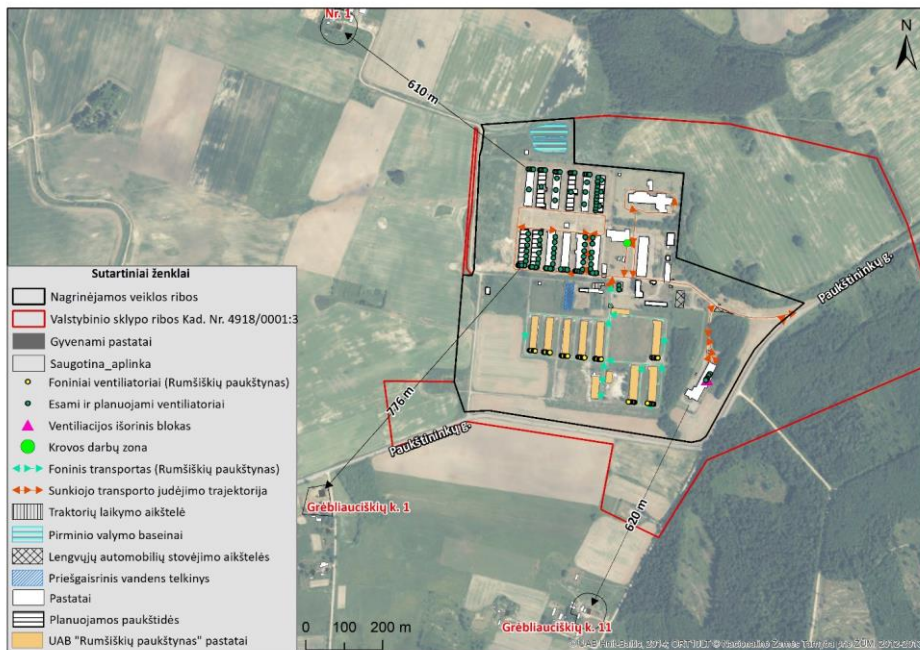 Nr. 1
N
610 m
Paukštininkų g.
Sutartiniai ženklai
Nagrinėjamos veiklos ribos
Valstybinio sklypo ribos Kad. Nr. 4918/0001:3
Gyvenami pastatai
Saugotina_aplinka
Foniniai ventiliatoriai (Rumšiškių paukštynas)
Esami ir planuojami ventiliatoriai
Ventiliacijos išorinis blokas
Krovos darbų zona
Foninis transportas (Rumšiškių paukštynas)
Sunkiojo transporto judėjimo trajektorija
Traktorių laikymo aikštelė
Pirminio valymo baseinai
Lengvųjų automobilių stovėjimo aikštelės
Priešgaisrinis vandens telkinys
Pastatai
Planuojamos paukštidės
UAB "Rumšiškių paukštynas" pastatai
776 m
Paukštininkų g.
Grėbliauciškių k. 1
620 m
Grėbliauciškių k. 11
0 100 200 m